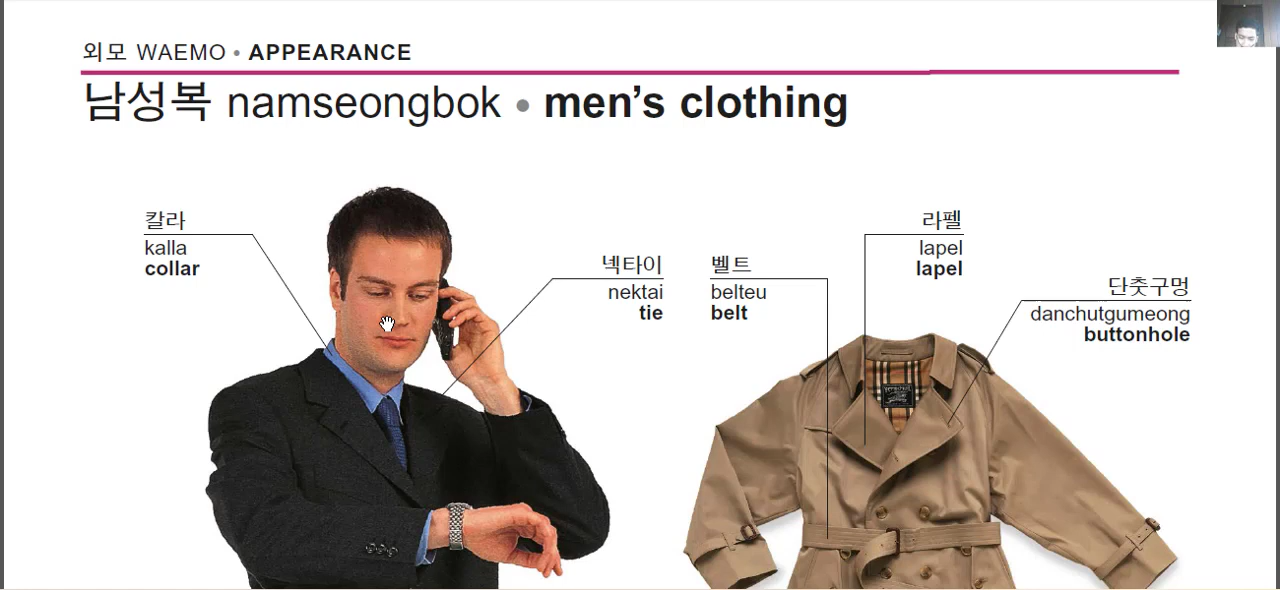 외모 WAEMO • APPEARANCE
남성복 namseongbok • men's clothing
칼라
kalla
collar
넥타이
nektai
tie
벨트
belteu
belt
라펠
lapel
lapel
단춧구멍
danchutgumeong
buttonhole